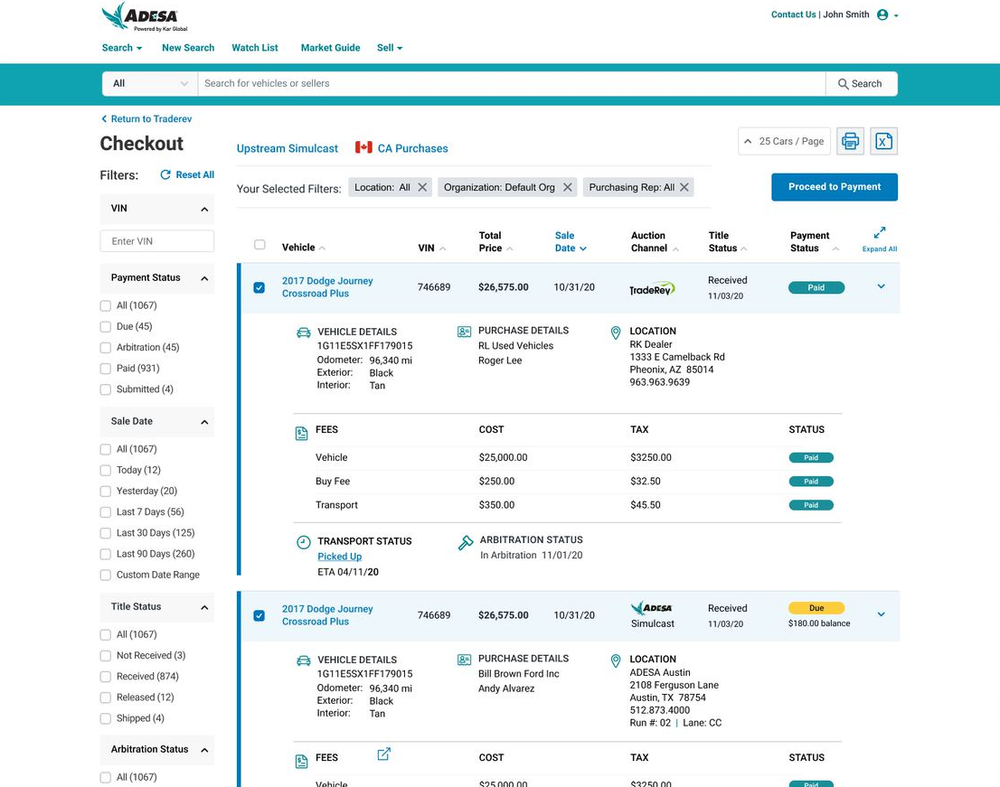 ADESA
Powered by Kar Global
Contact Us | John Smith
Search New Search Watch List Market Guide Sell
All Search for vehicles or sellers Search
Return to Traderev
Checkout
Upstream Simulcast CA Purchases 25 Cars / Page
Filters: Reset All
Your Selected Filters: Location: All Organization: Default Org Purchasing Rep: All Proceed to Payment
VIN
Enter VIN
Payment Status
All (1067)
Due (45)
Arbitration (45)
Paid (931)
Submitted (4)
Sale Date
All (1067)
Today (12)
Yesterday (20)
Last 7 Days (56)
Last 30 Days (125)
Last 90 Days (260)
Custom Date Range
Title Status
All (1067)
Not Received (3)
Received (874)
Released (12)
Shipped (4)
Arbitration Status
All (1067)
Vehicle VIN Total Price Sale Date Auction Channel Title Status Payment Status Expand All
2017 Dodge Journey
Crossroad Plus
746689 $26,575.00 10/31/20 TradeRev
Received
11/03/20
Paid
VEHICLE DETAILS
1G11E5SX1FF179015
Odometer: 96,340 mi
Exterior: Black
Interior: Tan
PURCHASE DETAILS
RL Used Vehicles
Roger Lee
LOCATION
RK Dealer
1333 E Camelback Rd
Pheonix, AZ 85014
963.963.9639
FEES COST TAX STATUS
Vehicle $25,000.00 $3250.00 Paid
Buy Fee $250.00 $32.50 Paid
Transport $350.00 $45.50 Paid
TRANSPORT STATUS
Picked Up
ETA 04/11/20
ARBITRATION STATUS
In Arbitration 11/01/20
2017 Dodge Journey
Crossroad Plus
746689 $26,575.00 10/31/20
ADESA
Simulcast
Received
11/03/20
Due
$180.00 balance
VEHICLE DETAILS
1G11E5SX1FF179015
Odometer: 96,340 mi
Exterior: Black
Interior: Tan
PURCHASE DETAILS
Bill Brown Ford Inc
Andy Alvarez
LOCATION
ADESA Austin
2108 Ferguson Lane
Austin, TX 78754
512.873.4000
Run #: 02 | Lane: CC
FEES COST TAX STATUS
Vehicle $25,000.00 $3250.00 Paid